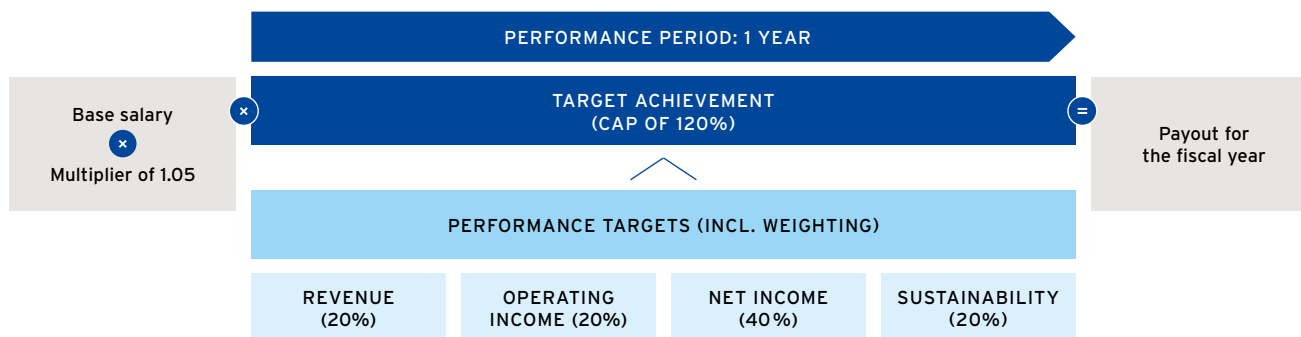 PERFORMANCE PERIOD: 1 YEAR
Base salary
×
Multiplier of 1.05
×
TARGET ACHIEVEMENT
(CAP OF 120%)
=
Payout for
the fiscal year
PERFORMANCE TARGETS (INCL. WEIGHTING)
REVENUE
(20%)
OPERATING
INCOME (20%)
NET INCOME
(40%)
SUSTAINABILITY
(20%)